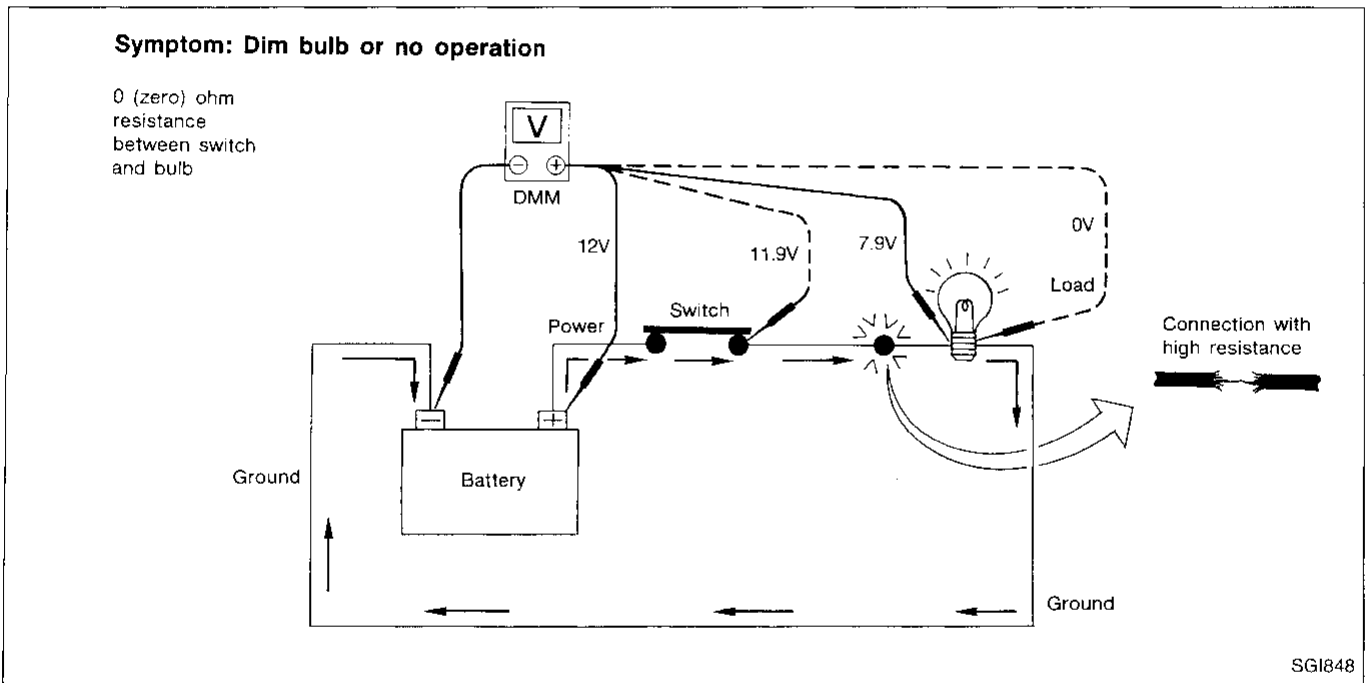 Symptom: Dim bulb or no operation
0 (zero) ohm
resistance
between switch
and bulb
V
− +
DMM
12V
11.9V
7.9V
0V
Load
Switch
Power
Connection with
high resistance
− +
Battery
Ground
Ground
SGI848